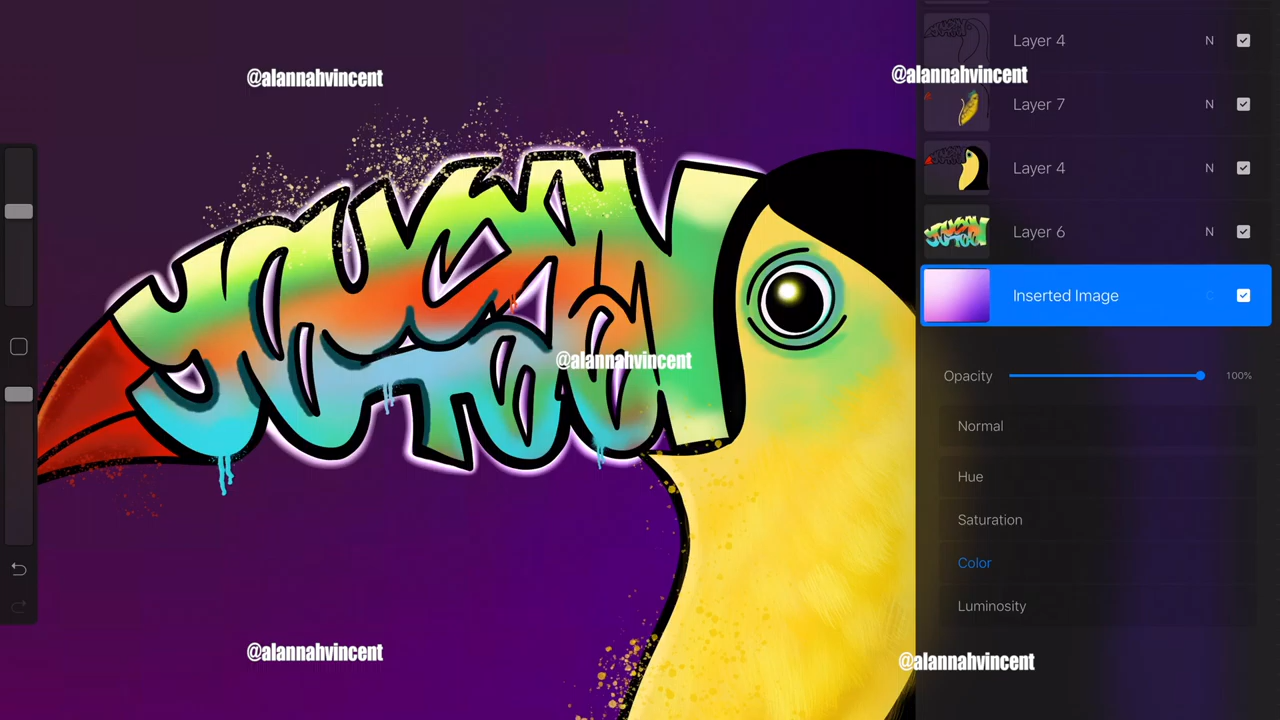 @alannahvincent
@alannahvincent
@alannahvincent
@alannahvincent
@alannahvincent
Layer 4
N
Layer 7
N
Layer 4
N
Layer 6
N
Inserted Image
C
Opacity
100%
Normal
Hue
Saturation
Color
Luminosity